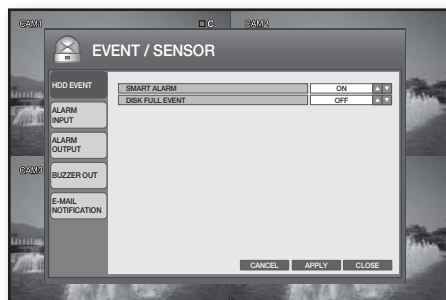 CAM1
C
CAM2
EVENT / SENSOR
HDD EVENT
SMART ALARM ON
DISK FULL EVENT OFF
ALARM
INPUT
ALARM
OUTPUT
CAM3
BUZZER OUT
E-MAIL
NOTIFICATION
CANCEL APPLY CLOSE